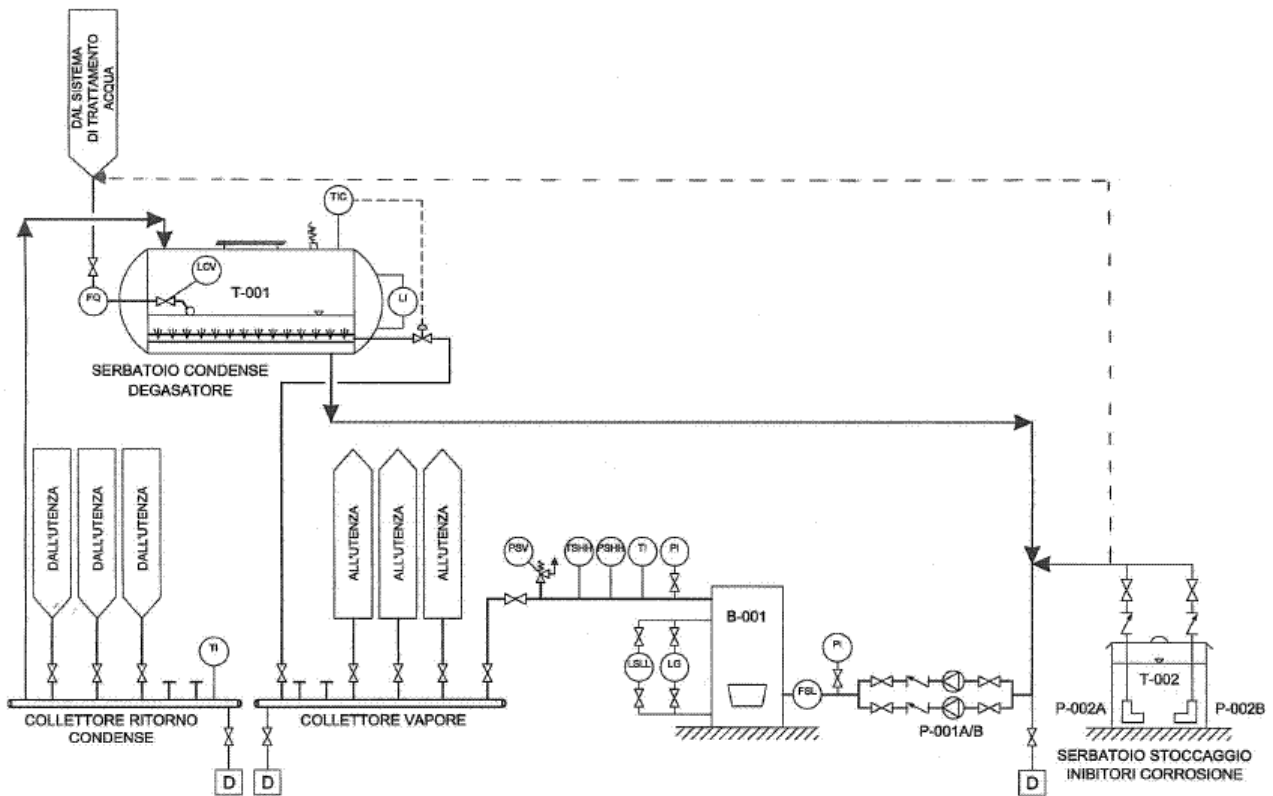 DAL SISTEMA
DI TRATTAMENTO
ACQUA
TIC
LCV
T-001
FQ
LI
SERBATOIO CONDENSE
DEGASATORE
DALL'UTENZA
DALL'UTENZA
DALL'UTENZA
ALL'UTENZA
ALL'UTENZA
ALL'UTENZA
PSV
TSHH
PSHH
TI
PI
B-001
LSLL
LG
PI
FSL
P-001A/B
T-002
P-002A
P-002B
TI
COLLETTORE RITORNO
CONDENSE
COLLETTORE VAPORE
SERBATOIO STOCCAGGIO
INIBITORI CORROSIONE
D
D
D